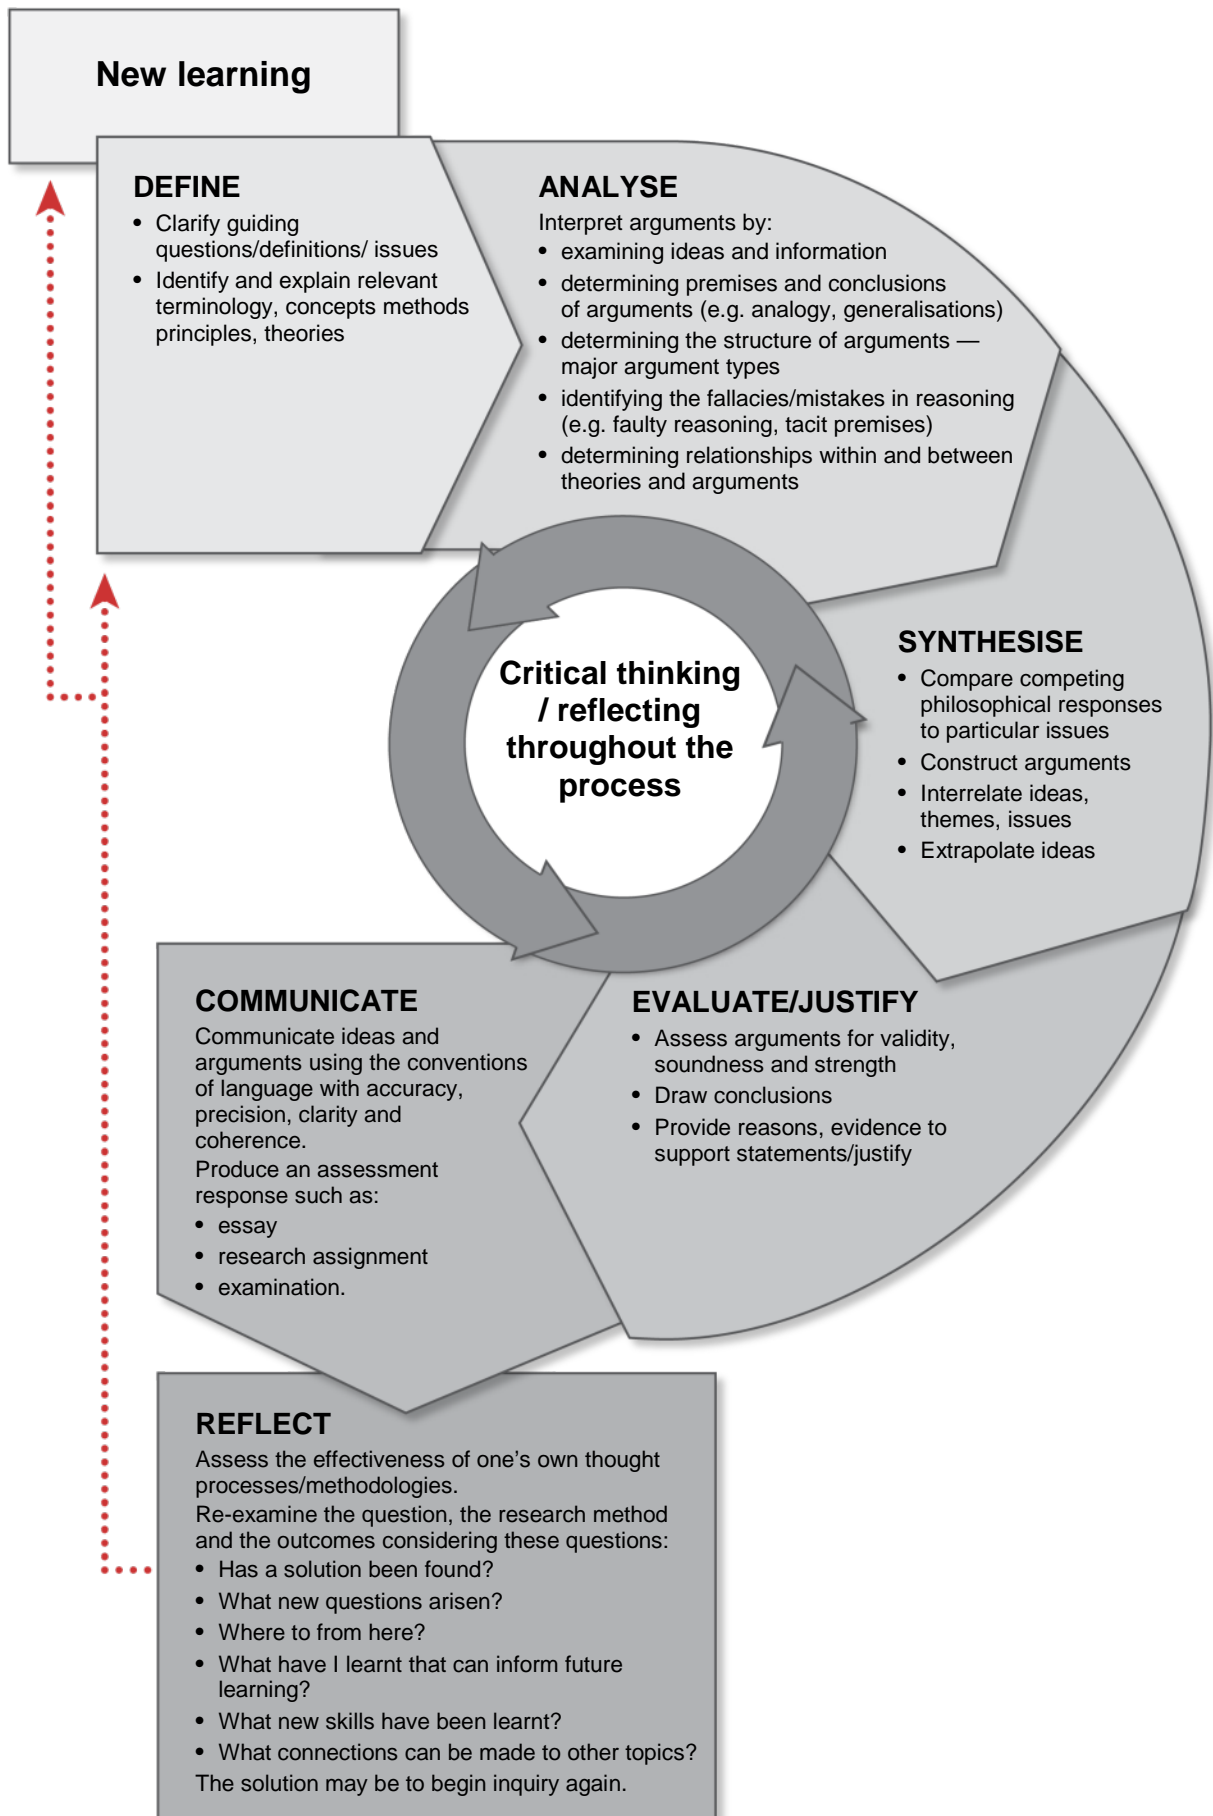 New learning
DEFINE
• Clarify guiding
questions/definitions/ issues
• Identify and explain relevant
terminology, concepts methods
principles, theories
ANALYSE
Interpret arguments by:
• examining ideas and information
• determining premises and conclusions
of arguments (e.g. analogy, generalisations)
• determining the structure of arguments —
major argument types
• identifying the fallacies/mistakes in reasoning
(e.g. faulty reasoning, tacit premises)
• determining relationships within and between
theories and arguments
Critical thinking
/ reflecting
throughout the
process
SYNTHESISE
• Compare competing
philosophical responses
to particular issues
• Construct arguments
• Interrelate ideas,
themes, issues
• Extrapolate ideas
EVALUATE/JUSTIFY
• Assess arguments for validity,
soundness and strength
• Draw conclusions
• Provide reasons, evidence to
support statements/justify
COMMUNICATE
Communicate ideas and
arguments using the conventions
of language with accuracy,
precision, clarity and
coherence.
Produce an assessment
response such as:
• essay
• research assignment
• examination.
REFLECT
Assess the effectiveness of one’s own thought
processes/methodologies.
Re-examine the question, the research method
and the outcomes considering these questions:
• Has a solution been found?
• What new questions arisen?
• Where to from here?
• What have I learnt that can inform future
learning?
• What new skills have been learnt?
• What connections can be made to other topics?
The solution may be to begin inquiry again.